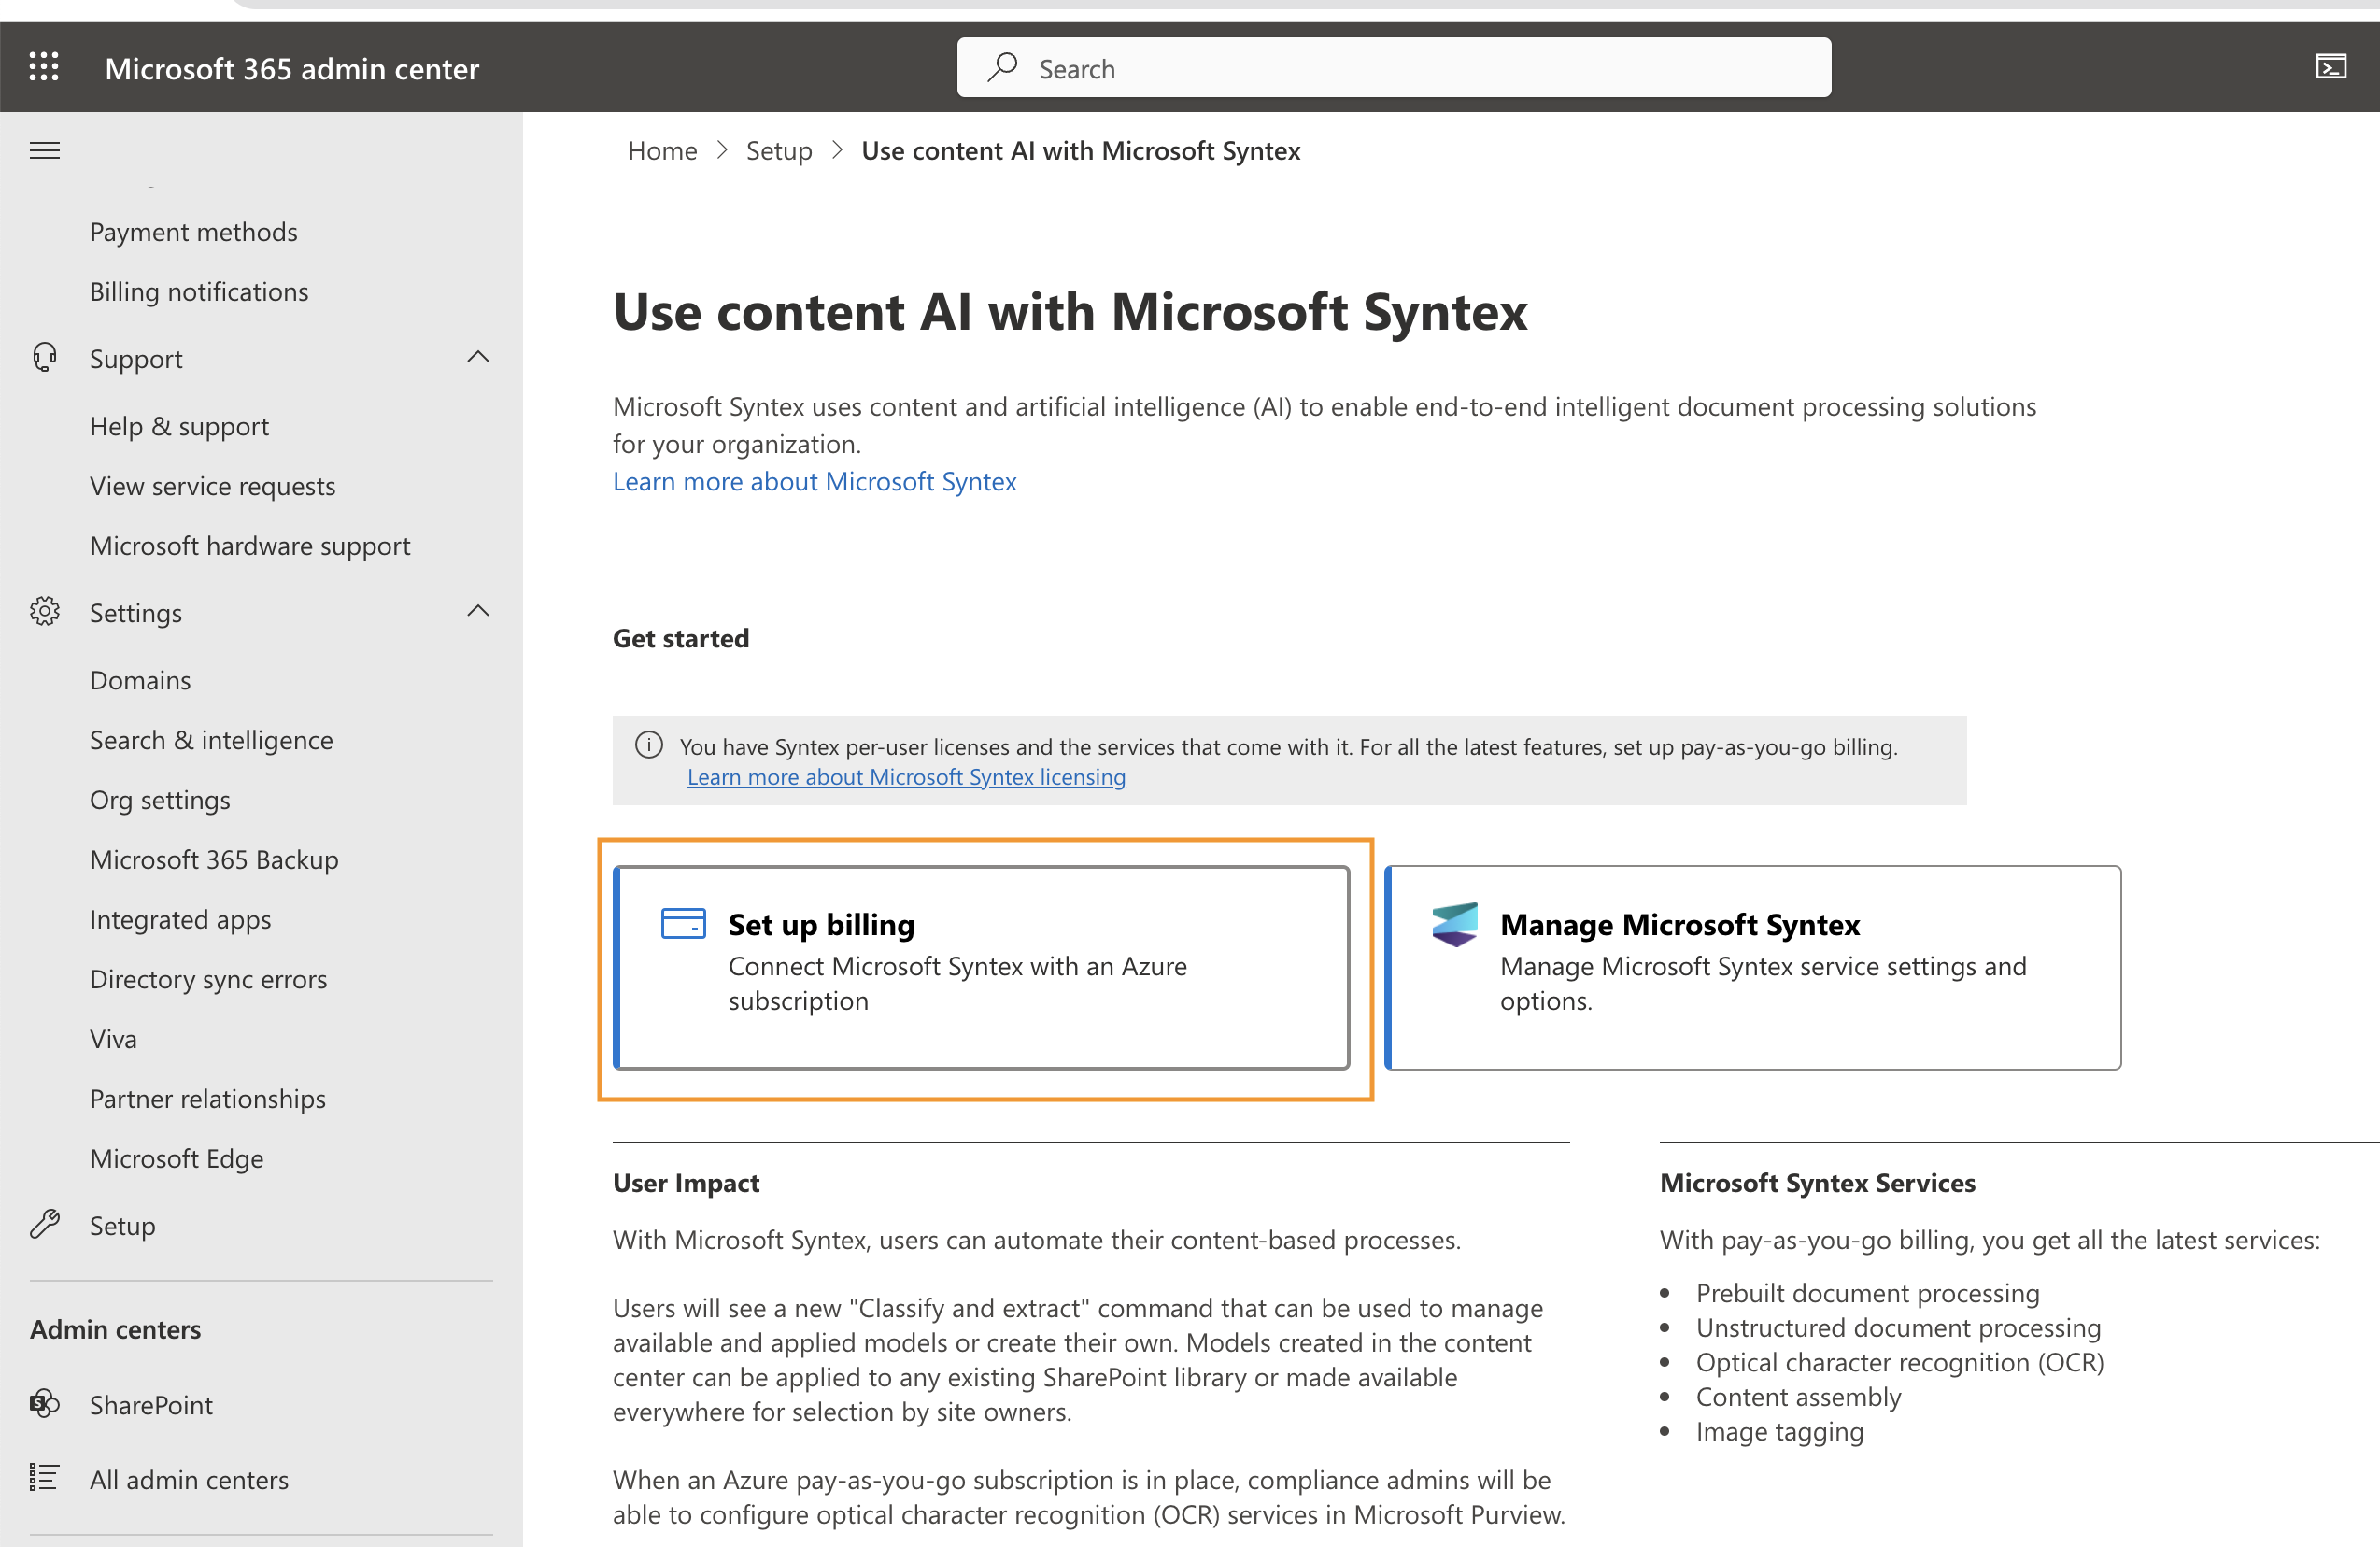 Microsoft 365 admin center
Search
Home > Setup > Use content AI with Microsoft Syntex
Payment methods
Billing notifications
Support
Help & support
View service requests
Microsoft hardware support
Settings
Domains
Search & intelligence
Org settings
Microsoft 365 Backup
Integrated apps
Directory sync errors
Viva
Partner relationships
Microsoft Edge
Setup
Admin centers
SharePoint
All admin centers
Use content AI with Microsoft Syntex
Microsoft Syntex uses content and artificial intelligence (AI) to enable end-to-end intelligent document processing solutions
for your organization.
Learn more about Microsoft Syntex
Get started
You have Syntex per-user licenses and the services that come with it. For all the latest features, set up pay-as-you-go billing.
Learn more about Microsoft Syntex licensing
Set up billing
Connect Microsoft Syntex with an Azure
subscription
Manage Microsoft Syntex
Manage Microsoft Syntex service settings and
options.
User Impact
With Microsoft Syntex, users can automate their content-based processes.
Users will see a new "Classify and extract" command that can be used to manage
available and applied models or create their own. Models created in the content
center can be applied to any existing SharePoint library or made available
everywhere for selection by site owners.
When an Azure pay-as-you-go subscription is in place, compliance admins will be
able to configure optical character recognition (OCR) services in Microsoft Purview.
Microsoft Syntex Services
With pay-as-you-go billing, you get all the latest services:
• Prebuilt document processing
• Unstructured document processing
• Optical character recognition (OCR)
• Content assembly
• Image tagging